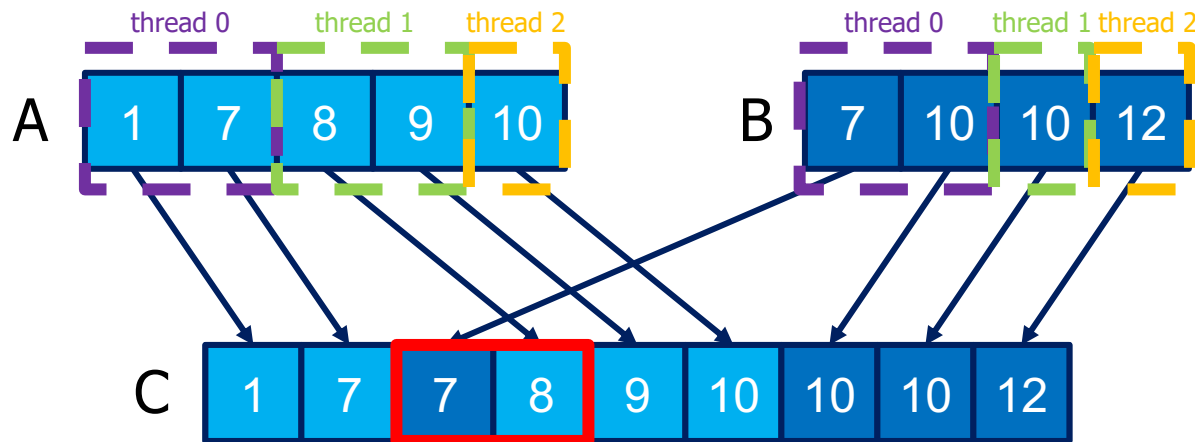 thread 0 thread 1 thread 2 thread 0 thread 1 thread 2
A 1 7 8 9 10 B 7 10 10 12
C 1 7 7 8 9 10 10 10 12